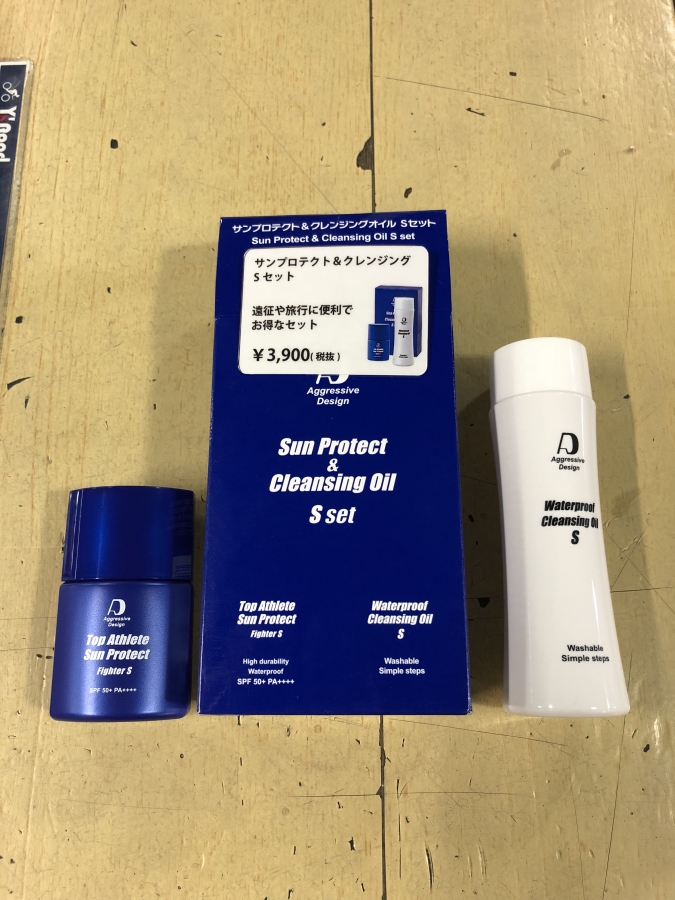 Y'sRoad
サンプロテクト&クレンジングオイル Sセット
Sun Protect & Cleansing Oil S set
サンプロテクト&クレンジング
Sセット
遠征や旅行に便利で
お得なセット
￥3,900(税抜)
Aggressive
Design
Sun Protect
&
Cleansing Oil
S set
Top Athlete
Sun Protect
Fighter S
High durability
Waterproof
SPF 50+ PA++++
Waterproof
Cleansing Oil
S
Washable
Simple steps
Aggressive
Design
Top Athlete
Sun Protect
Fighter S
SPF 50+ PA++++
Aggressive
Design
Waterproof
Cleansing Oil
S
Washable
Simple steps